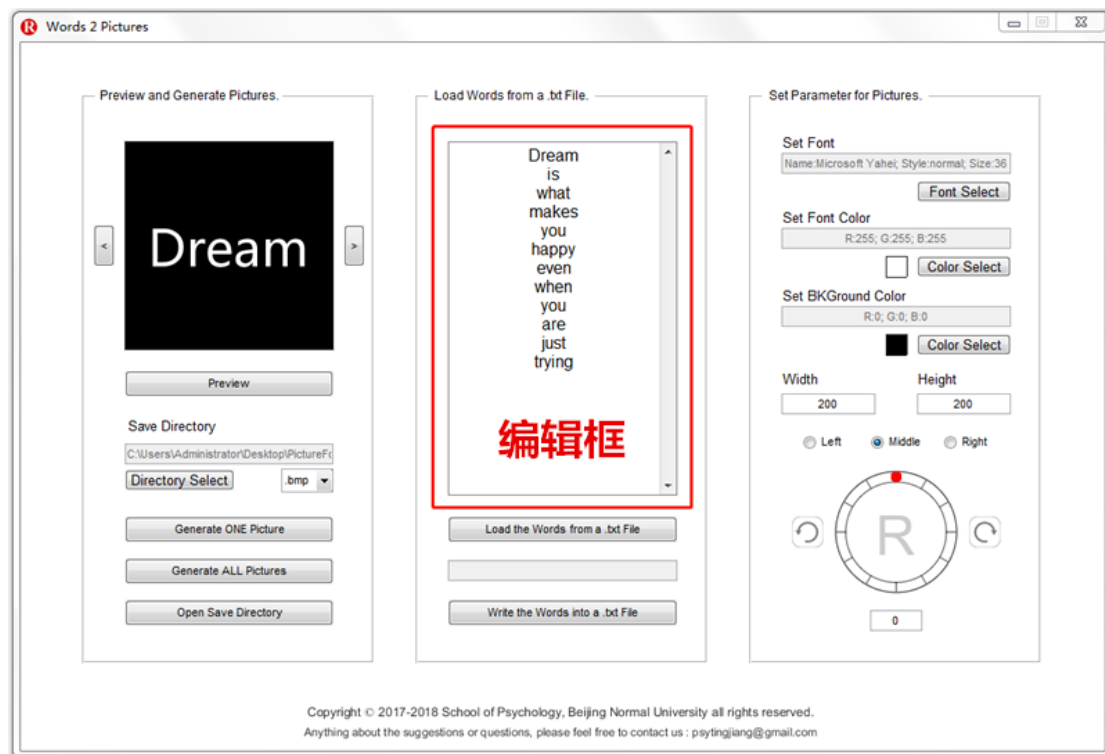 Words 2 Pictures
Preview and Generate Pictures.
Dream
<
>
Preview
Save Directory
C:\Users\Administrator\Desktop\PictureFo
Directory Select
.bmp
Generate ONE Picture
Generate ALL Pictures
Open Save Directory
Load Words from a .txt File.
Dream
is
what
makes
you
happy
even
when
you
are
just
trying
编辑框
Load the Words from a .txt File
Write the Words into a .txt File
Set Parameter for Pictures.
Set Font
Name:Microsoft Yahei; Style:normal; Size:36
Font Select
Set Font Color
R:255; G:255; B:255
Color Select
Set BKGround Color
R:0; G:0; B:0
Color Select
Width Height
200 200
Left Middle Right
R
0
Copyright © 2017-2018 School of Psychology, Beijing Normal University all rights reserved.
Anything about the suggestions or questions, please feel free to contact us : psytingjiang@gmail.com